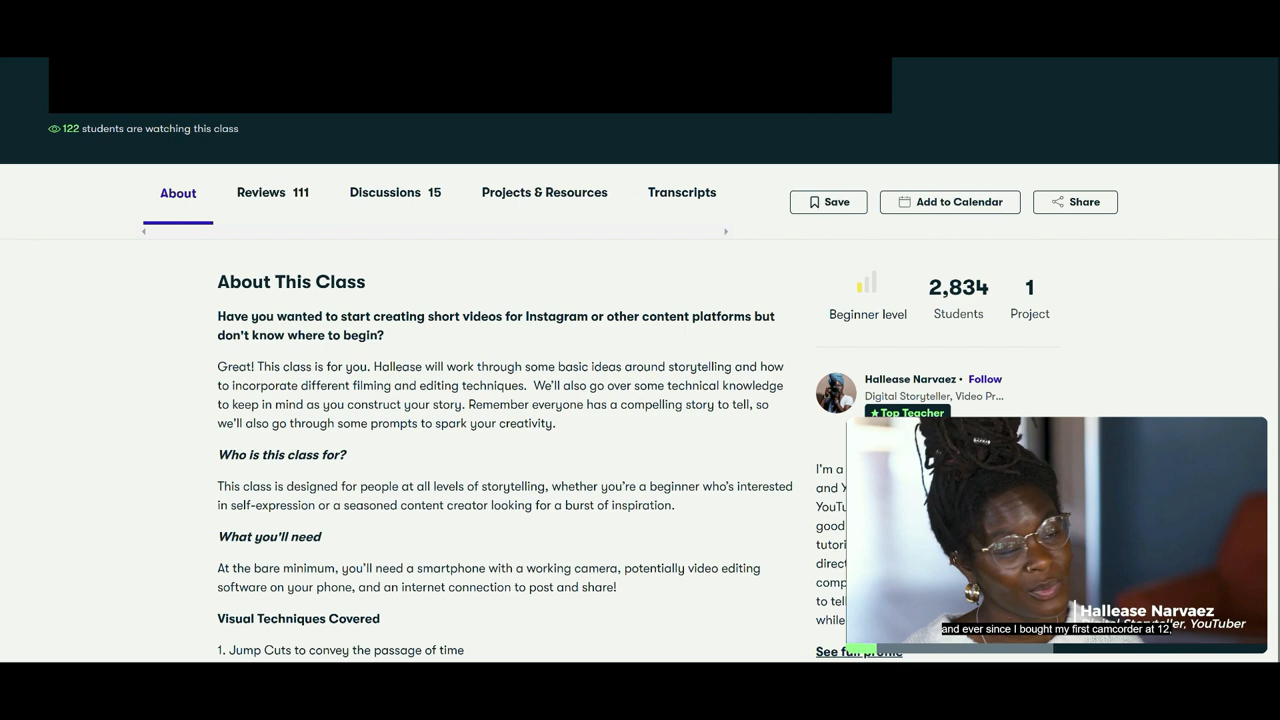 122 students are watching this class
About
Reviews 111
Discussions 15
Projects & Resources
Transcripts
Save
Add to Calendar
Share
About This Class
Have you wanted to start creating short videos for Instagram or other content platforms but
don't know where to begin?
Great! This class is for you. Hallease will work through some basic ideas around storytelling and how
to incorporate different filming and editing techniques. We'll also go over some technical knowledge
to keep in mind as you construct your story. Remember everyone has a compelling story to tell, so
we'll also go through some prompts to spark your creativity.
Who is this class for?
This class is designed for people at all levels of storytelling, whether you're a beginner who's interested
in self-expression or a seasoned content creator looking for a burst of inspiration.
What you'll need
At the bare minimum, you'll need a smartphone with a working camera, potentially video editing
software on your phone, and an internet connection to post and share!
Visual Techniques Covered
1. Jump Cuts to convey the passage of time
Beginner level
2,834
Students
1
Project
Hallease Narvaez • Follow
Digital Storyteller, Video Pr...
★Top Teacher
I'm a
and Y
YouTu
good
tutori
direct
comp
to tell
while
See full profile
Hallease Narvaez
Digital Storyteller, YouTuber
and ever since I bought my first camcorder at 12,